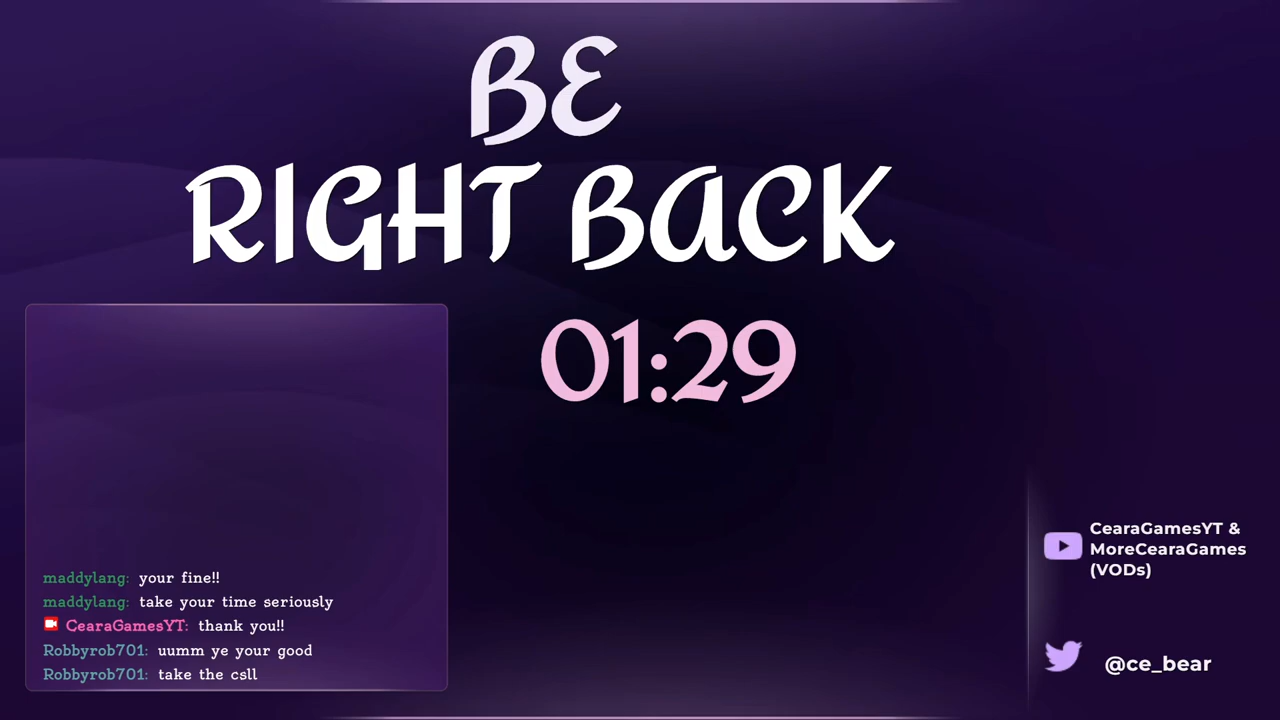 BE
RIGHT BACK
01:29
maddylang: your fine!!
maddylang: take your time seriously
CearaGamesYT: thank you!!
Robbyrob701: uumm ye your good
Robbyrob701: take the csll
CearaGamesYT &
MoreCearaGames
(VODs)
@ce_bear